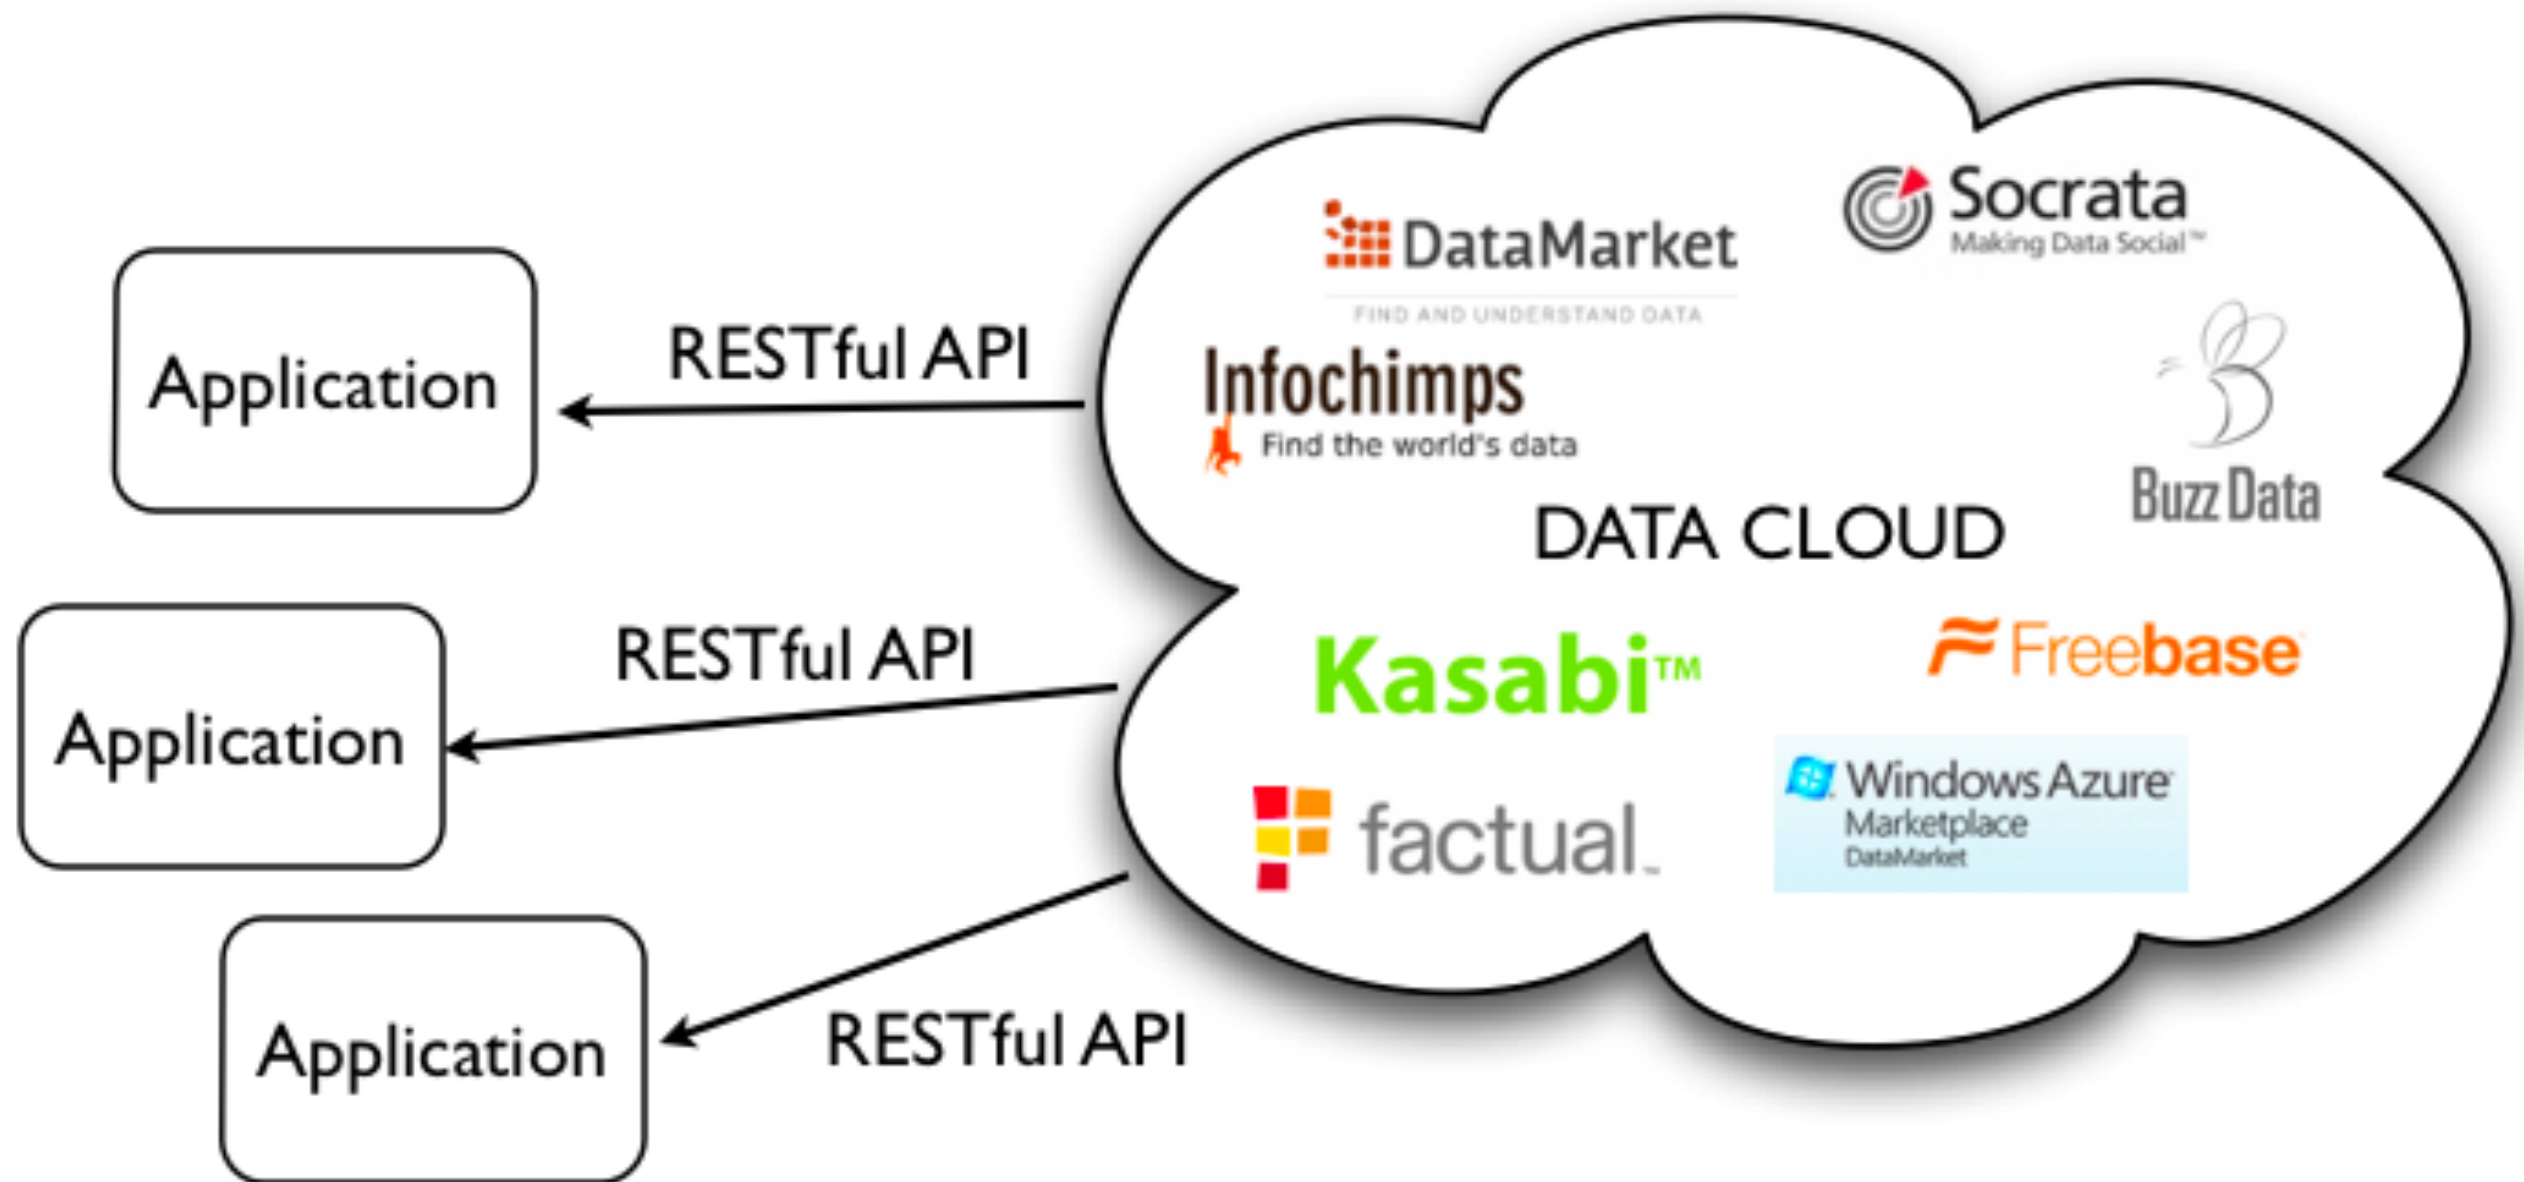 Application
RESTful API
Application
RESTful API
Application
RESTful API
DataMarket
FIND AND UNDERSTAND DATA
Socrata
Making Data Social™
Infochimps
Find the world's data
Buzz Data
DATA CLOUD
Kasabi™
Freebase
factual™
Windows Azure
Marketplace
DataMarket